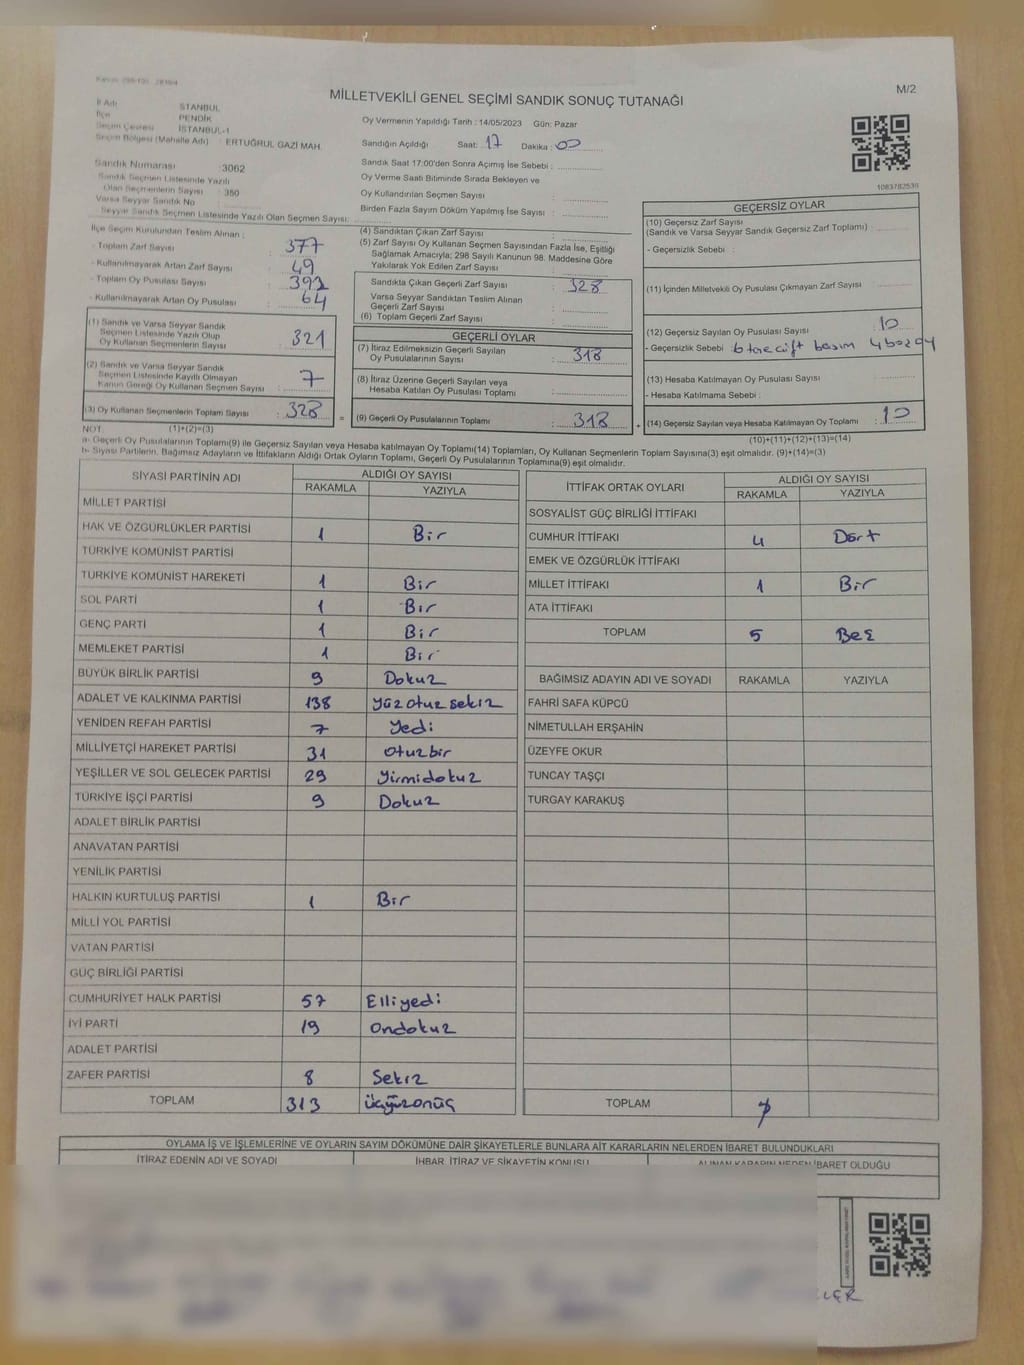 M/2
MİLLETVEKİLİ GENEL SEÇİMİ SANDIK SONUÇ TUTANAĞI
İl Adı İSTANBUL
İlçe PENDİK
Seçim Çevresi İSTANBUL-1
Seçim Bölgesi (Mahalle Adı) : ERTUĞRUL GAZİ MAH.
Sandık Numarası :3062
Sandık Seçmen Listesinde Yazılı
Olan Seçmenlerin Sayısı : 380
Varsa Seyyar Sandık No
Seyyar Sandık Seçmen Listesinde Yazılı Olan Seçmen Sayısı:
Oy Vermenin Yapıldığı Tarih : 14/05/2023 Gün: Pazar
Sandığın Açıldığı Saat: 17 Dakika : 00
Sandık Saat 17:00'den Sonra Açımış İse Sebebi :
Oy Verme Saati Bitiminde Sırada Bekleyen ve
Oy Kullandırılan Seçmen Sayısı :
Birden Fazla Sayım Döküm Yapılmış İse Sayısı :
1083782535
İlçe Seçim Kurulundan Teslim Alınan ;
- Toplam Zarf Sayısı : 377
- Kullanılmayarak Artan Zarf Sayısı : 49
- Toplam Oy Pusulası Sayısı : 392
- Kullanılmayarak Artan Oy Pusulası : 64
(1) Sandık ve Varsa Seyyar Sandık
Seçmen Listesinde Yazılı Olup
Oy Kullanan Seçmenlerin Sayısı : 321
(2) Sandık ve Varsa Seyyar Sandık
Seçmen Listesinde Kayıtlı Olmayan
Kanun Gereği Oy Kullanan Seçmen Sayısı : 7
(3) Oy Kullanan Seçmenlerin Toplam Sayısı : 328 =
(4) Sandıktan Çıkan Zarf Sayısı :
(5) Zarf Sayısı Oy Kullanan Seçmen Sayısından Fazla İse, Eşitliği
Sağlamak Amacıyla; 298 Sayılı Kanunun 98. Maddesine Göre
Yakılarak Yok Edilen Zarf Sayısı :
Sandıkta Çıkan Geçerli Zarf Sayısı : 328
Varsa Seyyar Sandıktan Teslim Alınan
Geçerli Zarf Sayısı :
(6) Toplam Geçerli Zarf Sayısı :
GEÇERLİ OYLAR
(7) İtiraz Edilmeksizin Geçerli Sayılan
Oy Pusulalarının Sayısı : 318
(8) İtiraz Üzerine Geçerli Sayılan veya
Hesaba Katılan Oy Pusulası Toplamı :
(9) Geçerli Oy Pusulalarının Toplamı : 318 +
GEÇERSİZ OYLAR
(10) Geçersiz Zarf Sayısı
(Sandık ve Varsa Seyyar Sandık Geçersiz Zarf Toplamı) :
- Geçersizlik Sebebi :
(11) İçinden Milletvekili Oy Pusulası Çıkmayan Zarf Sayısı :
(12) Geçersiz Sayılan Oy Pusulası Sayısı : 10
- Geçersizlik Sebebi : 6 tne çift basım 4 bozoy
(13) Hesaba Katılmayan Oy Pusulası Sayısı :
- Hesaba Katılmama Sebebi :
(14) Geçersiz Sayılan veya Hesaba Katılmayan Oy Toplamı : 10
NOT: (1)+(2)=(3) (10)+(11)+(12)+(13)=(14)
a- Geçerli Oy Pusulalarının Toplamı(9) ile Geçersiz Sayılan veya Hesaba katılmayan Oy Toplamı(14) Toplamları, Oy Kullanan Seçmenlerin Toplam Sayısına(3) eşit olmalıdır. (9)+(14)=(3)
b- Siyasi Partilerin, Bağımsız Adayların ve İttifakların Aldığı Ortak Oyların Toplamı, Geçerli Oy Pusulalarının Toplamına(9) eşit olmalıdır.
SİYASİ PARTİNİN ADI ALDIĞI OY SAYISI
RAKAMLA YAZIYLA
MİLLET PARTİSİ
HAK VE ÖZGÜRLÜKLER PARTİSİ 1 Bir
TÜRKİYE KOMÜNİST PARTİSİ
TÜRKİYE KOMÜNİST HAREKETİ 1 Bir
SOL PARTİ 1 Bir
GENÇ PARTİ 1 Bir
MEMLEKET PARTİSİ 1 Bir
BÜYÜK BİRLİK PARTİSİ 9 Dokuz
ADALET VE KALKINMA PARTİSİ 138 yüzotuzsekiz
YENİDEN REFAH PARTİSİ 7 Yedi
MİLLİYETÇİ HAREKET PARTİSİ 31 Otuzbir
YEŞİLLER VE SOL GELECEK PARTİSİ 29 Yirmidokuz
TÜRKİYE İŞÇİ PARTİSİ 9 Dokuz
ADALET BİRLİK PARTİSİ
ANAVATAN PARTİSİ
YENİLİK PARTİSİ
HALKIN KURTULUŞ PARTİSİ 1 Bir
MİLLİ YOL PARTİSİ
VATAN PARTİSİ
GÜÇ BİRLİĞİ PARTİSİ
CUMHURİYET HALK PARTİSİ 57 Elliyedi
İYİ PARTİ 19 Ondokuz
ADALET PARTİSİ
ZAFER PARTİSİ 8 Sekiz
TOPLAM 313 üçyüzonüç
İTTİFAK ORTAK OYLARI ALDIĞI OY SAYISI
RAKAMLA YAZIYLA
SOSYALİST GÜÇ BİRLİĞİ İTTİFAKI
CUMHUR İTTİFAKI 4 Dört
EMEK VE ÖZGÜRLÜK İTTİFAKI
MİLLET İTTİFAKI 1 Bir
ATA İTTİFAKI
TOPLAM 5 Beş
BAĞIMSIZ ADAYIN ADI VE SOYADI RAKAMLA YAZIYLA
FAHRİ SAFA KÜPCÜ
NİMETULLAH ERŞAHİN
ÜZEYFE OKUR
TUNCAY TAŞÇI
TURGAY KARAKUŞ
TOPLAM
OYLAMA İŞ VE İŞLEMLERİNE VE OYLARIN SAYIM DÖKÜMÜNE DAİR ŞİKAYETLERLE BUNLARA AİT KARARLARIN NELERDEN İBARET BULUNDUKLARI
İTİRAZ EDENİN ADI VE SOYADI İHBAR, İTİRAZ VE ŞİKAYETİN KONUSU ALINAN KARARIN NEDEN İBARET OLDUĞU